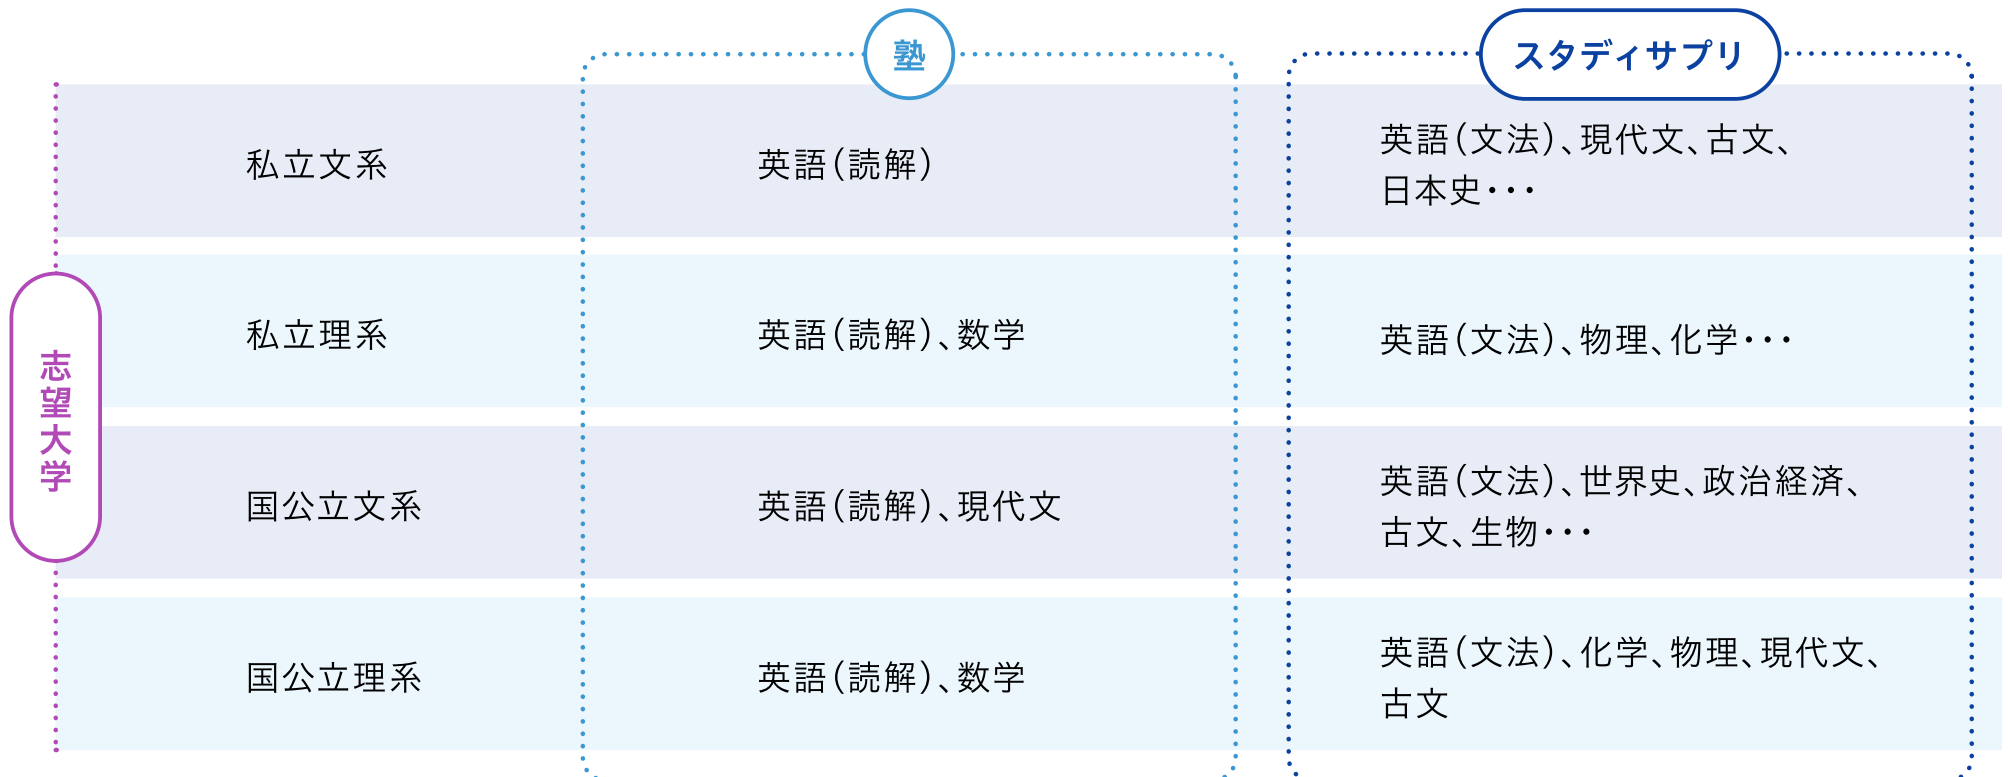 塾
スタディサプリ
志望大学
私立文系
英語（読解）
英語（文法）、現代文、古文、
日本史・・・
私立理系
英語（読解）、数学
英語（文法）、物理、化学・・・
国公立文系
英語（読解）、現代文
英語（文法）、世界史、政治経済、
古文、生物・・・
国公立理系
英語（読解）、数学
英語（文法）、化学、物理、現代文、
古文